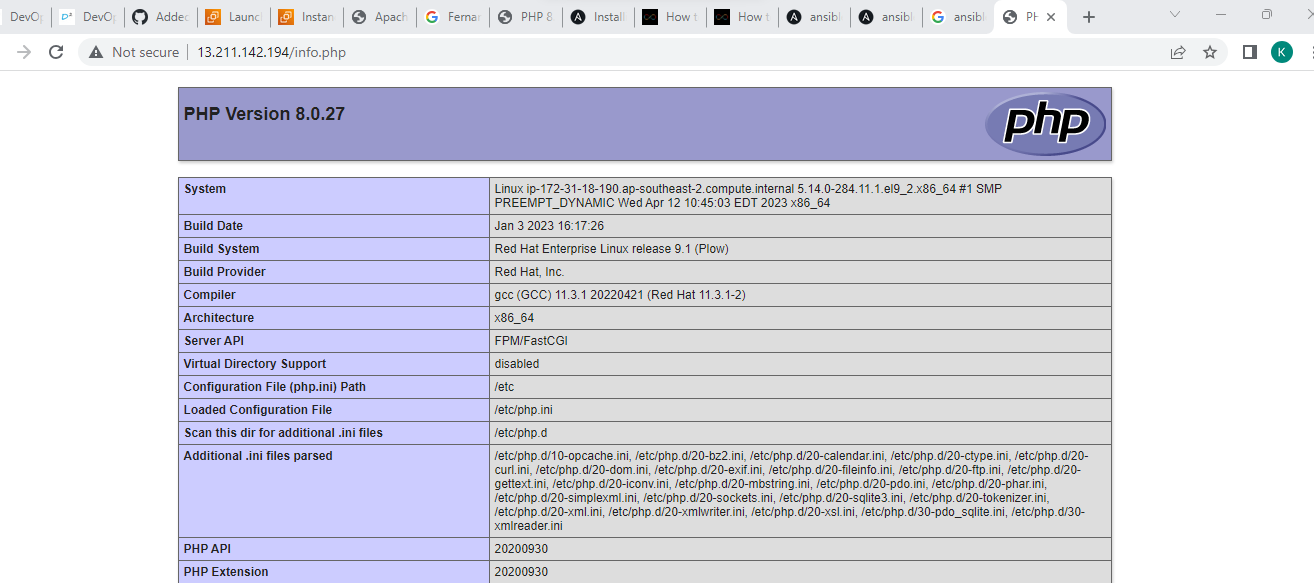 DevOp
DevOp
Added
Launc
Instan
Apach
Fernar
PHP 8.
Install
How t
How t
ansibl
ansibl
ansibl
PH
Not secure
13.211.142.194/info.php
K
PHP Version 8.0.27
php
System
Linux ip-172-31-18-190.ap-southeast-2.compute.internal 5.14.0-284.11.1.el9_2.x86_64 #1 SMP
PREEMPT_DYNAMIC Wed Apr 12 10:45:03 EDT 2023 x86_64
Build Date
Jan 3 2023 16:17:26
Build System
Red Hat Enterprise Linux release 9.1 (Plow)
Build Provider
Red Hat, Inc.
Compiler
gcc (GCC) 11.3.1 20220421 (Red Hat 11.3.1-2)
Architecture
x86_64
Server API
FPM/FastCGI
Virtual Directory Support
disabled
Configuration File (php.ini) Path
/etc
Loaded Configuration File
/etc/php.ini
Scan this dir for additional .ini files
/etc/php.d
Additional .ini files parsed
/etc/php.d/10-opcache.ini, /etc/php.d/20-bz2.ini, /etc/php.d/20-calendar.ini, /etc/php.d/20-ctype.ini, /etc/php.d/20-
curl.ini, /etc/php.d/20-dom.ini, /etc/php.d/20-exif.ini, /etc/php.d/20-fileinfo.ini, /etc/php.d/20-ftp.ini, /etc/php.d/20-
gettext.ini, /etc/php.d/20-iconv.ini, /etc/php.d/20-mbstring.ini, /etc/php.d/20-pdo.ini, /etc/php.d/20-phar.ini,
/etc/php.d/20-simplexml.ini, /etc/php.d/20-sockets.ini, /etc/php.d/20-sqlite3.ini, /etc/php.d/20-tokenizer.ini,
/etc/php.d/20-xml.ini, /etc/php.d/20-xmlwriter.ini, /etc/php.d/20-xsl.ini, /etc/php.d/30-pdo_sqlite.ini, /etc/php.d/30-
xmlreader.ini
PHP API
20200930
PHP Extension
20200930